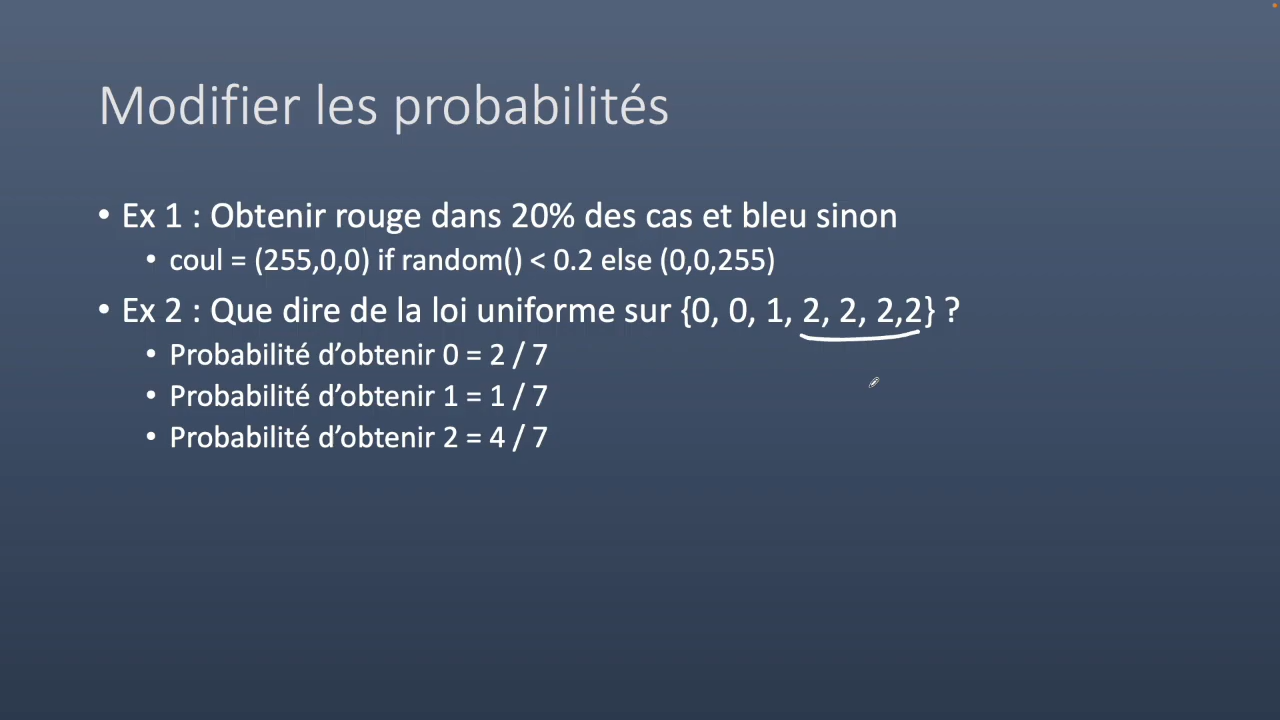 Modifier les probabilités
• Ex 1 : Obtenir rouge dans 20% des cas et bleu sinon
• coul = (255,0,0) if random() < 0.2 else (0,0,255)
• Ex 2 : Que dire de la loi uniforme sur {0, 0, 1, 2, 2, 2,2} ?
• Probabilité d’obtenir 0 = 2 / 7
• Probabilité d’obtenir 1 = 1 / 7
• Probabilité d’obtenir 2 = 4 / 7